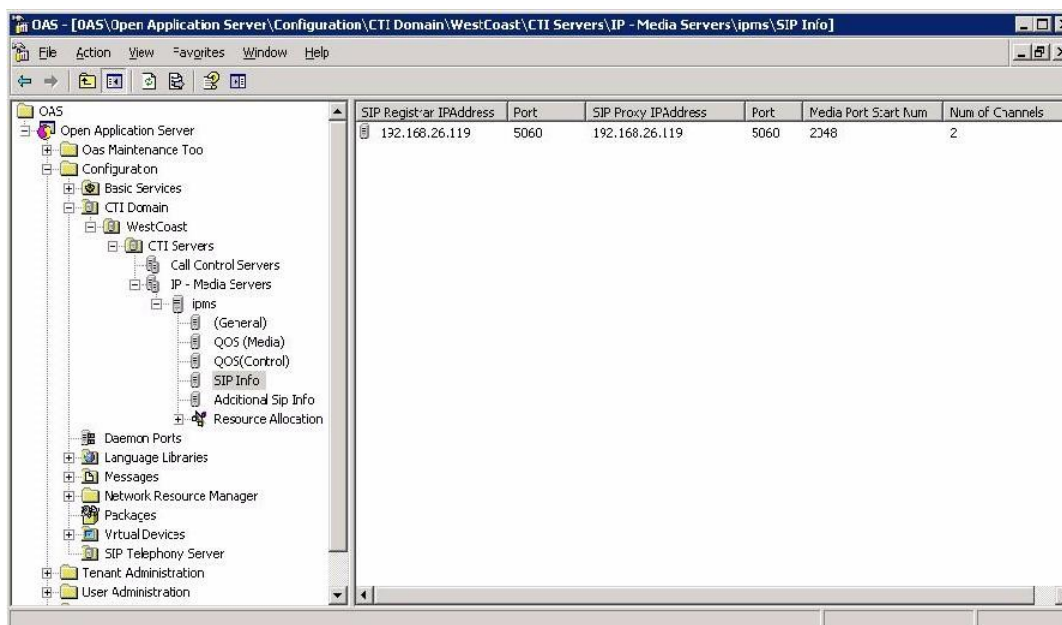 OAS - [OAS\Open Application Server\Configuration\CTI Domain\WestCoast\CTI Servers\IP - Media Servers\ipms\SIP Info]
File Action View Favorites Window Help
OAS
Open Application Server
Oas Maintenance Too
Configuration
Basic Services
CTI Domain
WestCoast
CTI Servers
Call Control Servers
IP - Media Servers
ipms
(General)
QOS (Media)
QOS(Control)
SIP Info
Additional Sip Info
Resource Allocation
Daemon Ports
Language Libraries
Messages
Network Resource Manager
Packages
Virtual Devices
SIP Telephony Server
Tenant Administration
User Administration
SIP Registrar IPAddress Port SIP Proxy IPAddress Port Media Port Start Num Num of Channels
192.168.26.119 5060 192.168.26.119 5060 2048 2